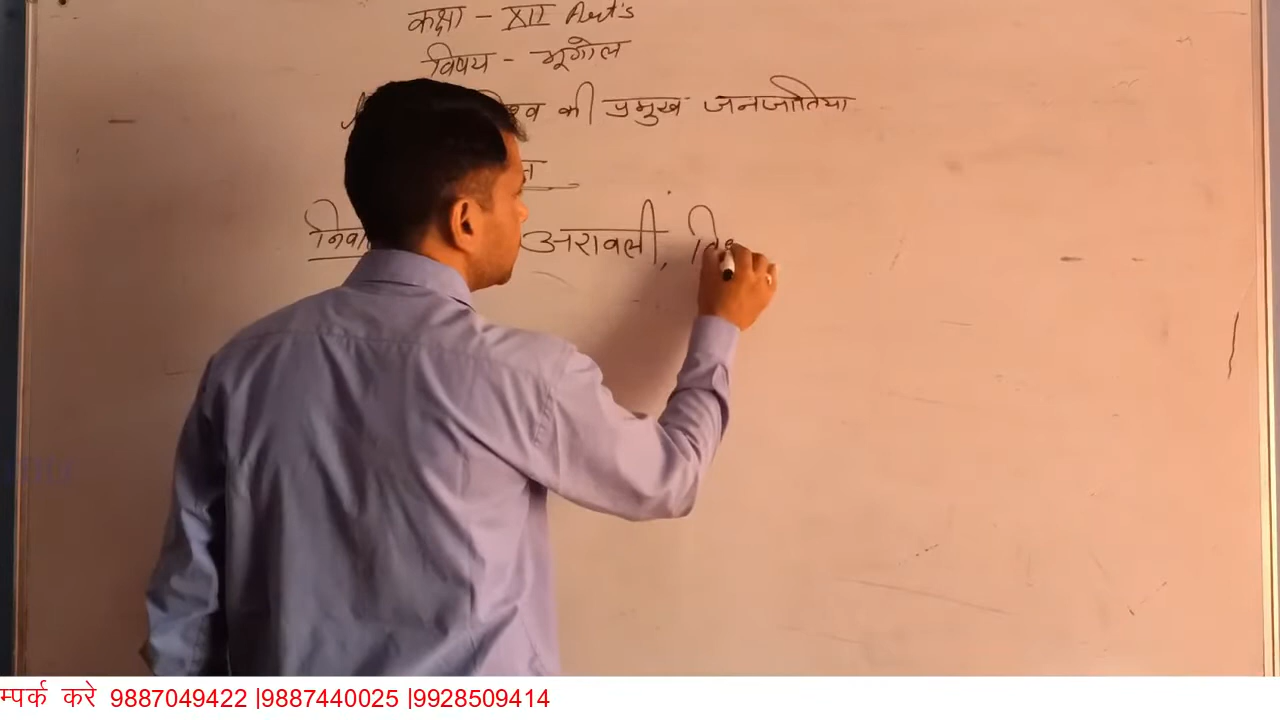 कक्षा - XII Art's
विषय - भूगोल
की प्रमुख जनजातिया
अरावली,
म्पर्क करे 9887049422 |9887440025 |9928509414